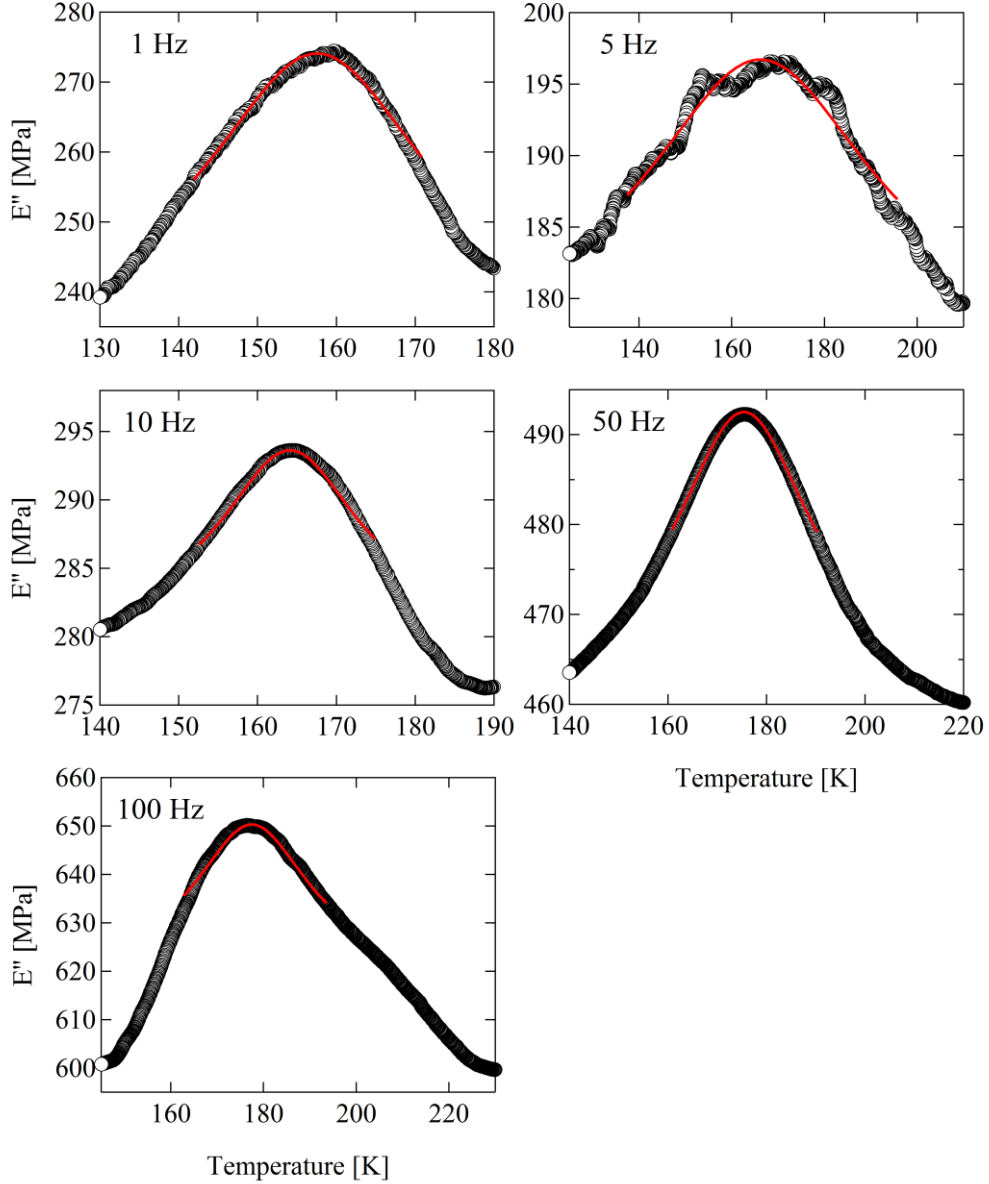 1 Hz
280
270
260
250
240
E" [MPa]
130 140 150 160 170 180
5 Hz
200
195
190
185
180
140 160 180 200
10 Hz
295
290
285
280
275
E" [MPa]
140 150 160 170 180 190
50 Hz
490
480
470
460
140 160 180 200 220
Temperature [K]
100 Hz
660
650
640
630
620
610
600
E" [MPa]
160 180 200 220
Temperature [K]